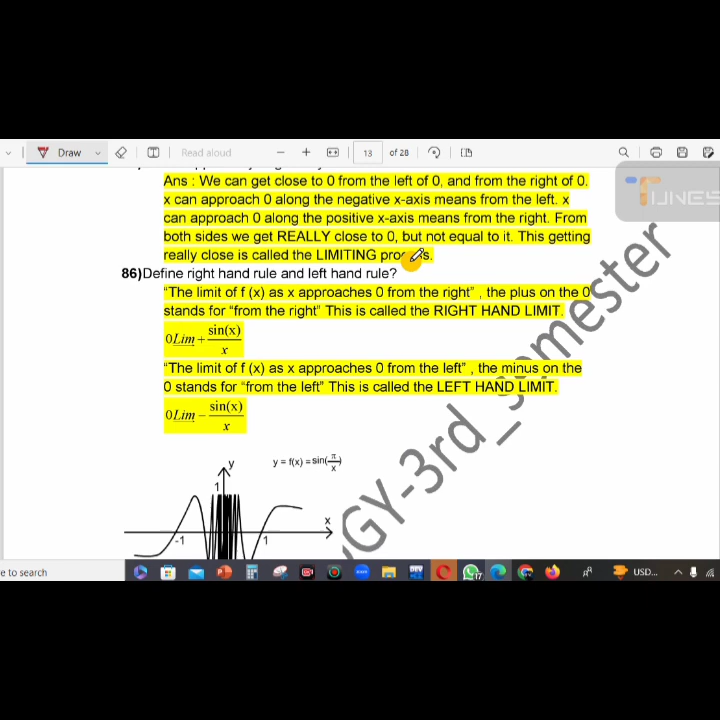 Draw
Read aloud
13 of 28
Ans : We can get close to 0 from the left of 0, and from the right of 0.
x can approach 0 along the negative x-axis means from the left. x
can approach 0 along the positive x-axis means from the right. From
both sides we get REALLY close to 0, but not equal to it. This getting
really close is called the LIMITING
86)Define right hand rule and left hand rule?
"The limit of f (x) as x approaches 0 from the right" , the plus on the 0
stands for "from the right" This is called the RIGHT HAND LIMIT.
0Lim + sin(x)
x
"The limit of f (x) as x approaches 0 from the left" , the minus on the
0 stands for "from the left" This is called the LEFT HAND LIMIT.
0Lim − sin(x)
x
y = f(x) = sin(π/x)
y
1
x
-1
1
GY-3rd_semester
TUNES
e to search
17
USD...